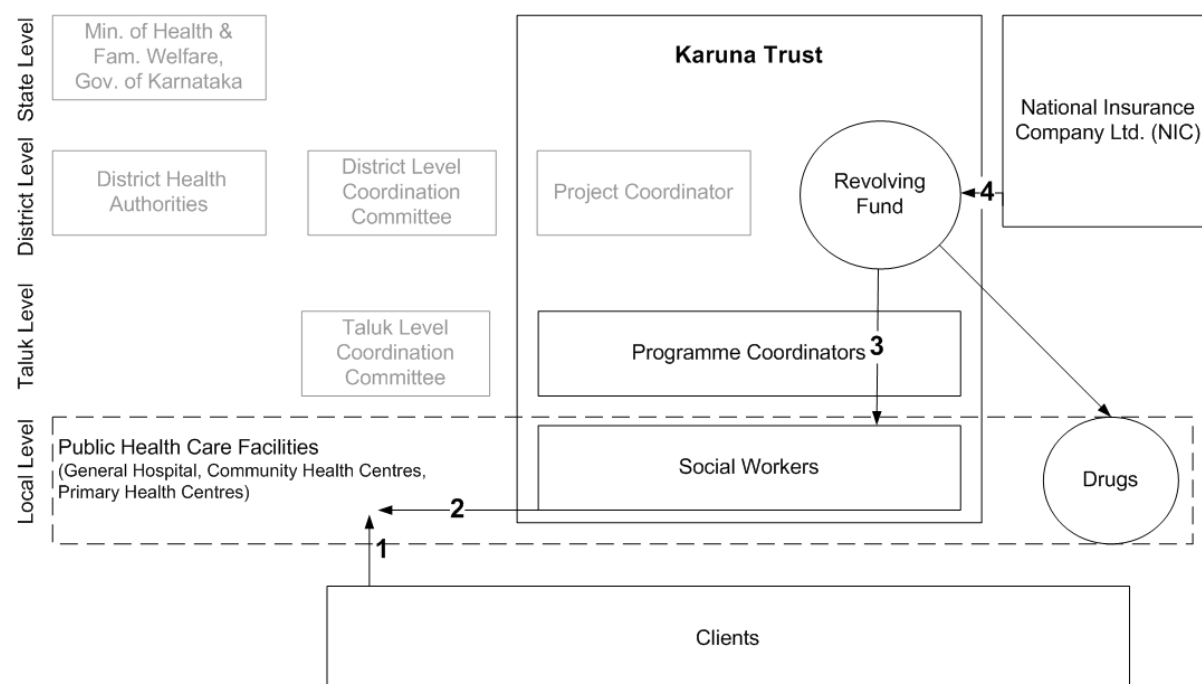 State Level
Min. of Health &
Fam. Welfare,
Gov. of Karnataka
Karuna Trust
National Insurance
Company Ltd. (NIC)
District Level
District Health
Authorities
District Level
Coordination
Committee
Project Coordinator
Revolving
Fund
4
Taluk Level
Taluk Level
Coordination
Committee
Programme Coordinators
3
Local Level
Public Health Care Facilities
(General Hospital, Community Health Centres,
Primary Health Centres)
Social Workers
Drugs
2
1
Clients